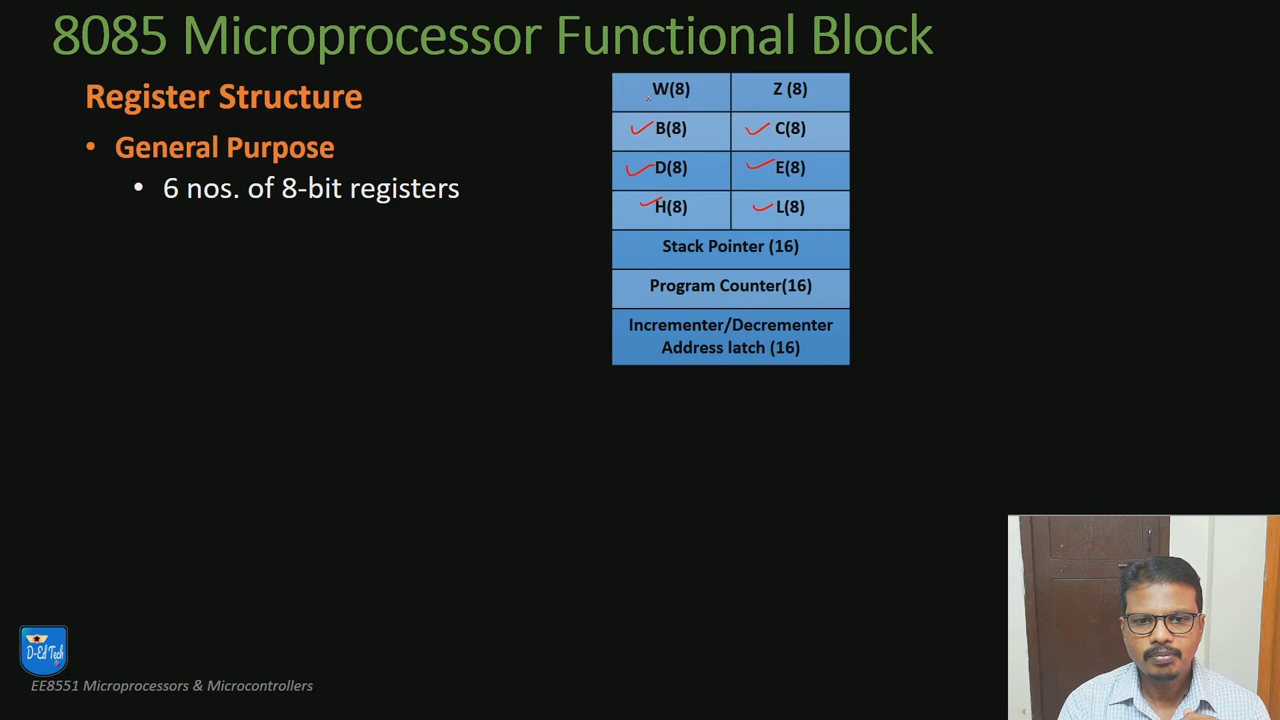 8085 Microprocessor Functional Block
Register Structure
• General Purpose
• 6 nos. of 8-bit registers
W(8) Z (8)
B(8) C(8)
D(8) E(8)
H(8) L(8)
Stack Pointer (16)
Program Counter(16)
Incrementer/Decrementer
Address latch (16)
D-Ed Tech
EE8551 Microprocessors & Microcontrollers